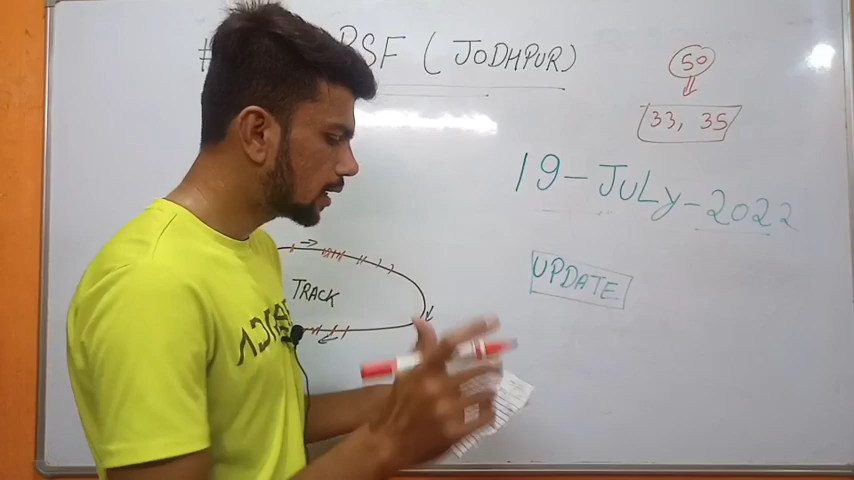 # BSF (JODHPUR)
50
33, 35
19-JULY-2022
UPDATE
TRACK